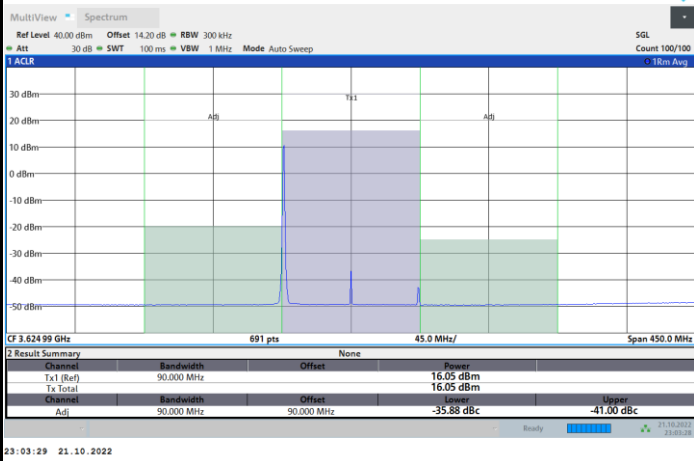 MultiView Spectrum
Ref Level 40.00 dBm Offset 14.20 dB RBW 300 kHz SGL
Att 30 dB SWT 100 ms VBW 1 MHz Mode Auto Sweep Count 100/100
1 ACLR 1Rm Avg
30 dBm
Tx1
20 dBm
Adj Adj
10 dBm
0 dBm
-10 dBm
-20 dBm
-30 dBm
-40 dBm
-50 dBm
CF 3.624 99 GHz 691 pts 45.0 MHz/ Span 450.0 MHz
2 Result Summary None
Channel Bandwidth Offset Power
Tx1 (Ref) 90.000 MHz 16.05 dBm
Tx Total 16.05 dBm
Channel Bandwidth Offset Lower Upper
Adj 90.000 MHz 90.000 MHz -35.88 dBc -41.00 dBc
Ready 21.10.2022
23:03:28
23:03:29 21.10.2022